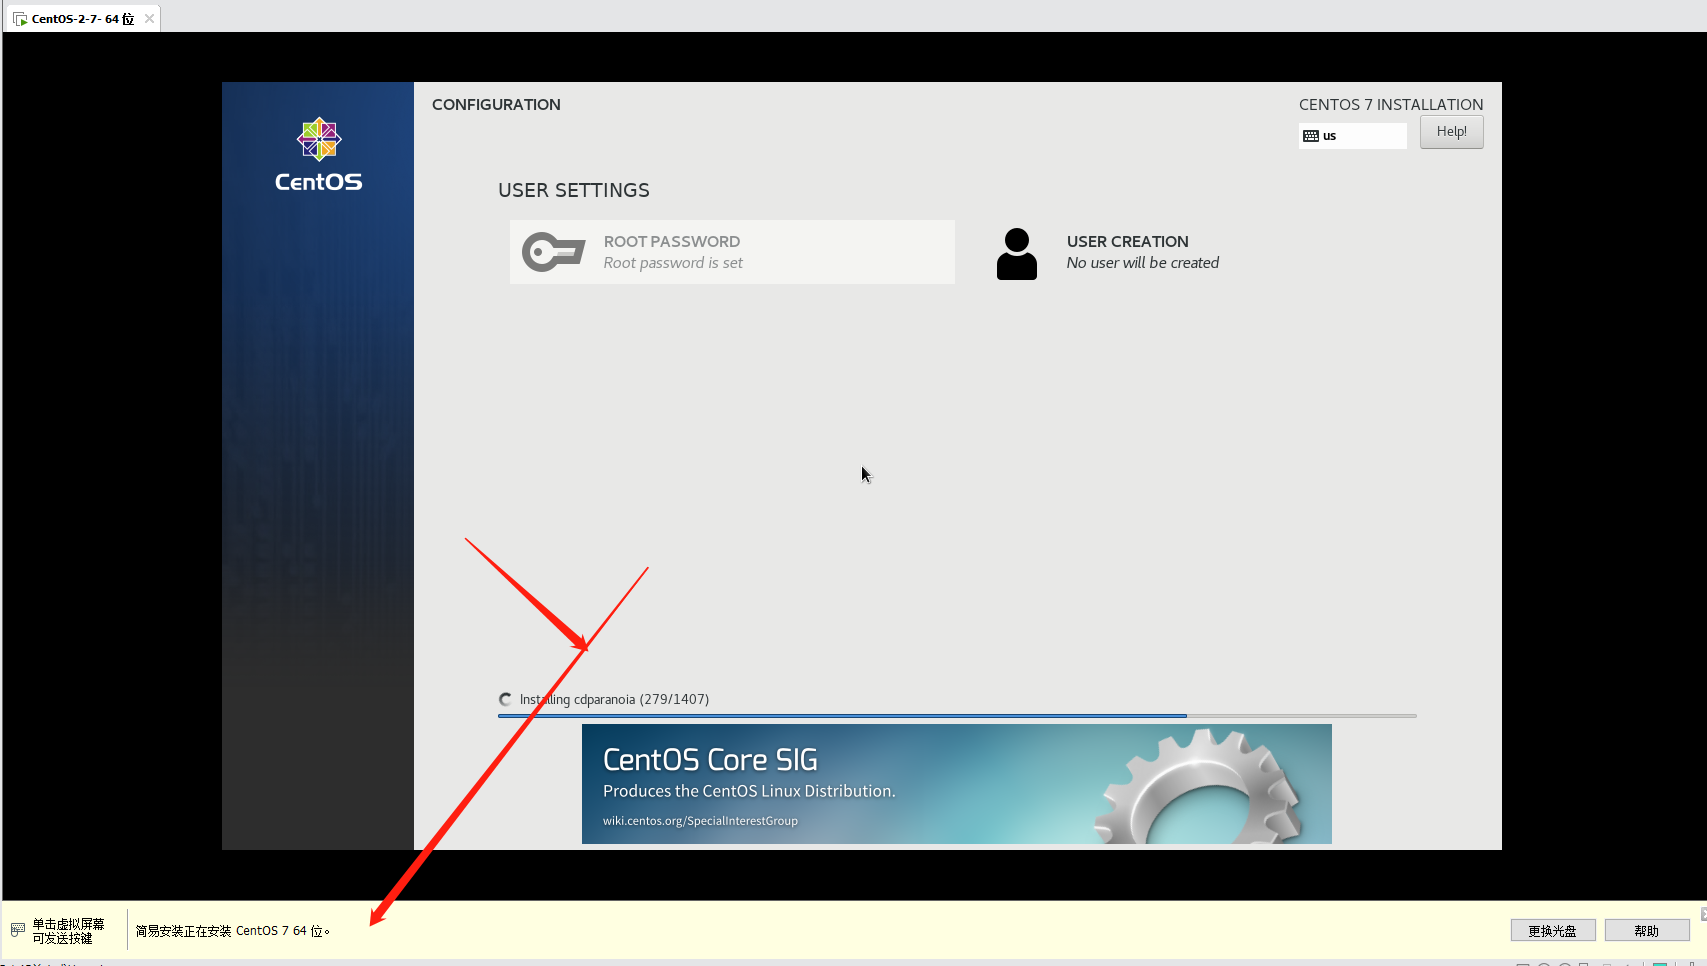 CentOS-2-7- 64 位
CONFIGURATION
CENTOS 7 INSTALLATION
us
Help!
CentOS
USER SETTINGS
ROOT PASSWORD
Root password is set
USER CREATION
No user will be created
Installing cdparanoia (279/1407)
CentOS Core SIG
Produces the CentOS Linux Distribution.
wiki.centos.org/SpecialInterestGroup
单击虚拟屏幕
可发送按键
简易安装正在安装 CentOS 7 64 位。
更换光盘
帮助